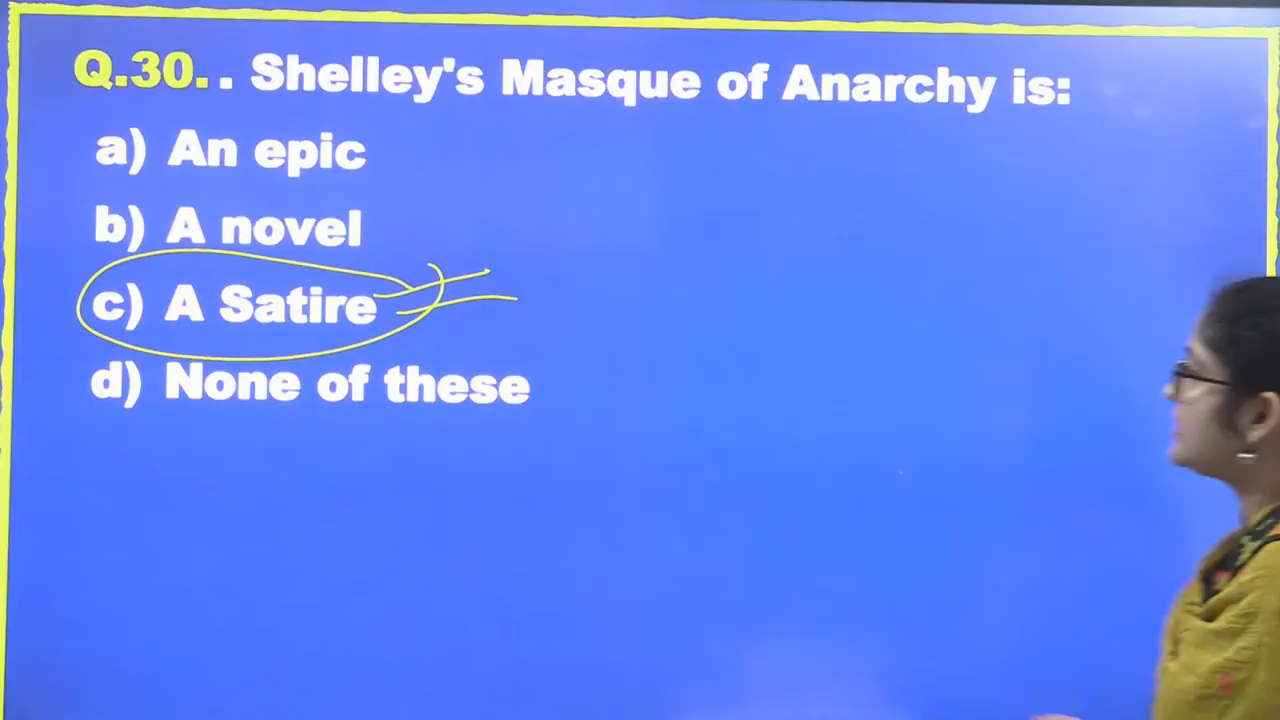 Q.30. . Shelley's Masque of Anarchy is:
a) An epic
b) A novel
c) A Satire
d) None of these